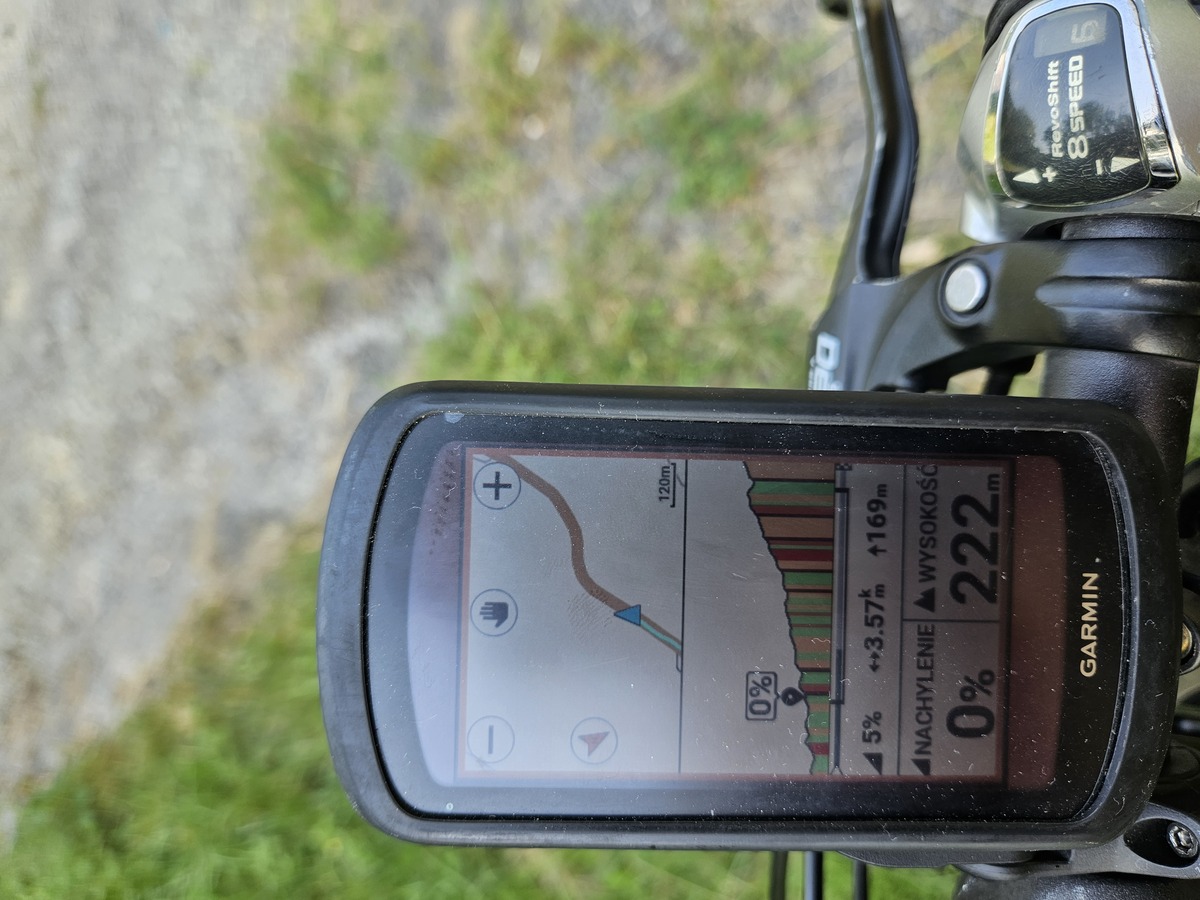 120m
0%
5% ↔3.57km ↑169m
NACHYLENIE WYSOKOŚĆ
0% 222m
GARMIN
RevoShift
8 SPEED 6
+
-